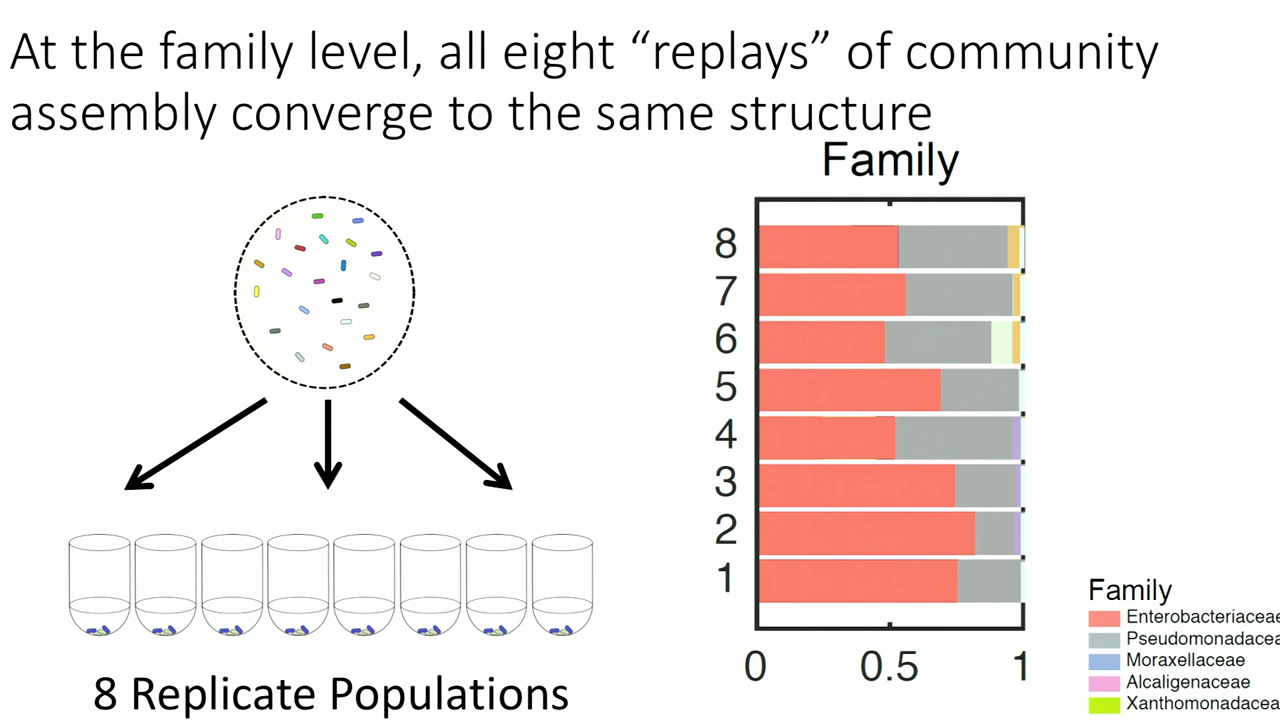 At the family level, all eight “replays” of community
assembly converge to the same structure
Family
8
7
6
5
4
3
2
1
0 0.5 1
8 Replicate Populations
Family
Enterobacteriaceae
Pseudomonadacea
Moraxellaceae
Alcaligenaceae
Xanthomonadacea